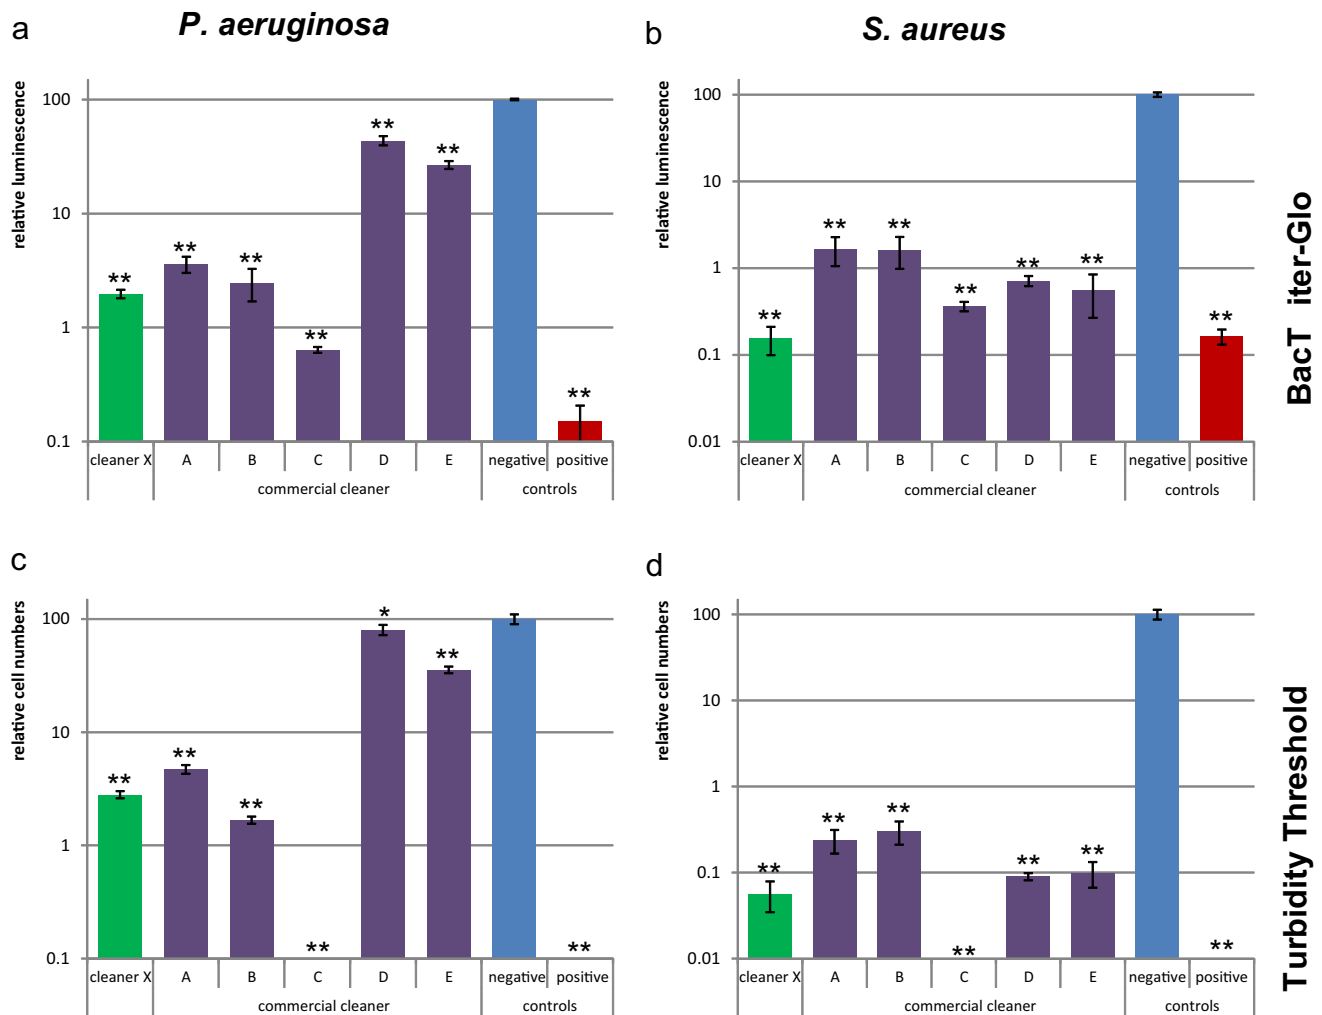 a
P. aeruginosa
relative luminescence
100
10
1
0.1
**
**
**
**
**
**
**
cleaner X
A
B
C
D
E
negative
positive
commercial cleaner
controls
b
S. aureus
relative luminescence
100
10
1
0.1
0.01
**
**
**
**
**
**
**
cleaner X
A
B
C
D
E
negative
positive
commercial cleaner
controls
BacT iter-Glo
c
relative cell numbers
100
10
1
0.1
**
**
**
**
*
**
**
cleaner X
A
B
C
D
E
negative
positive
commercial cleaner
controls
d
relative cell numbers
100
10
1
0.1
0.01
**
**
**
**
**
**
**
cleaner X
A
B
C
D
E
negative
positive
commercial cleaner
controls
Turbidity Threshold